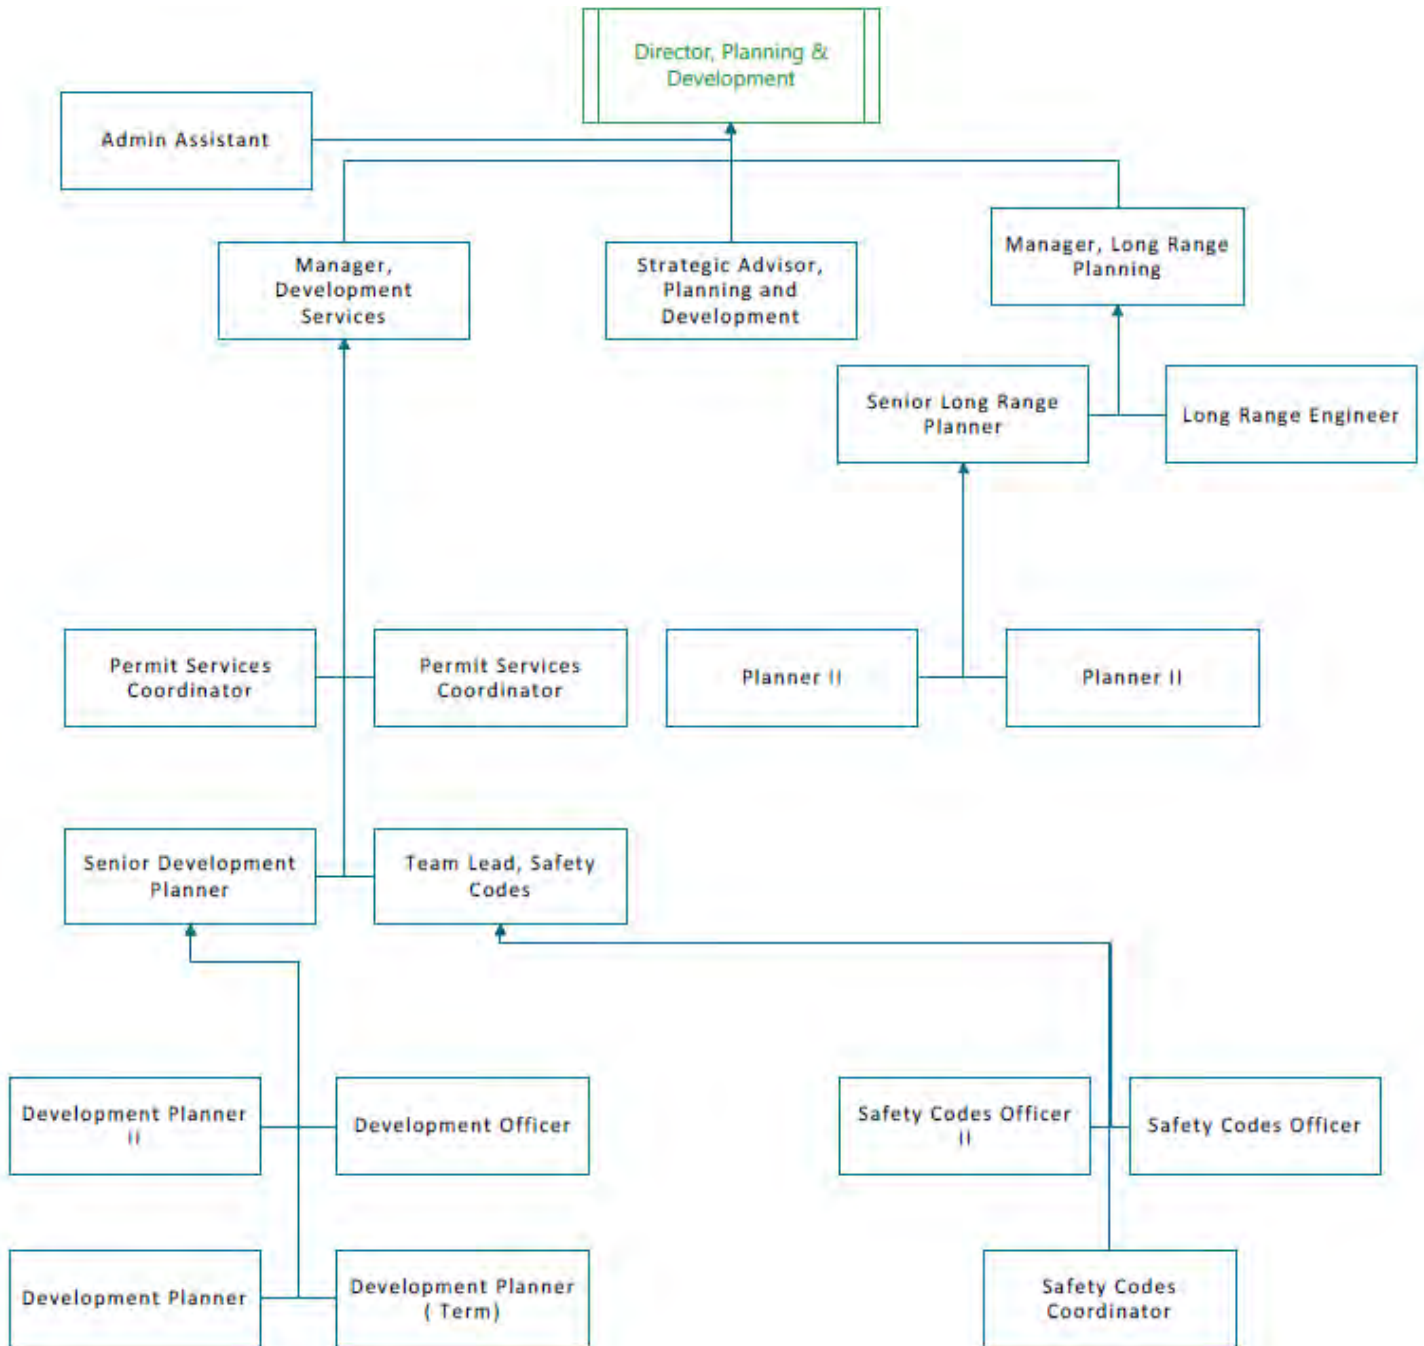 Director, Planning &
Development
Admin Assistant
Manager,
Development
Services
Strategic Advisor,
Planning and
Development
Manager, Long Range
Planning
Senior Long Range
Planner
Long Range Engineer
Permit Services
Coordinator
Permit Services
Coordinator
Planner II
Planner II
Senior Development
Planner
Team Lead, Safety
Codes
Development Planner
II
Development Officer
Safety Codes Officer
II
Safety Codes Officer
Development Planner
Development Planner
( Term)
Safety Codes
Coordinator